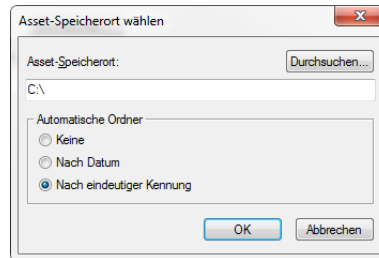 Asset-Speicherort wählen
Asset-Speicherort:
Durchsuchen...
C:\
Automatische Ordner
Keine
Nach Datum
Nach eindeutiger Kennung
OK
Abbrechen